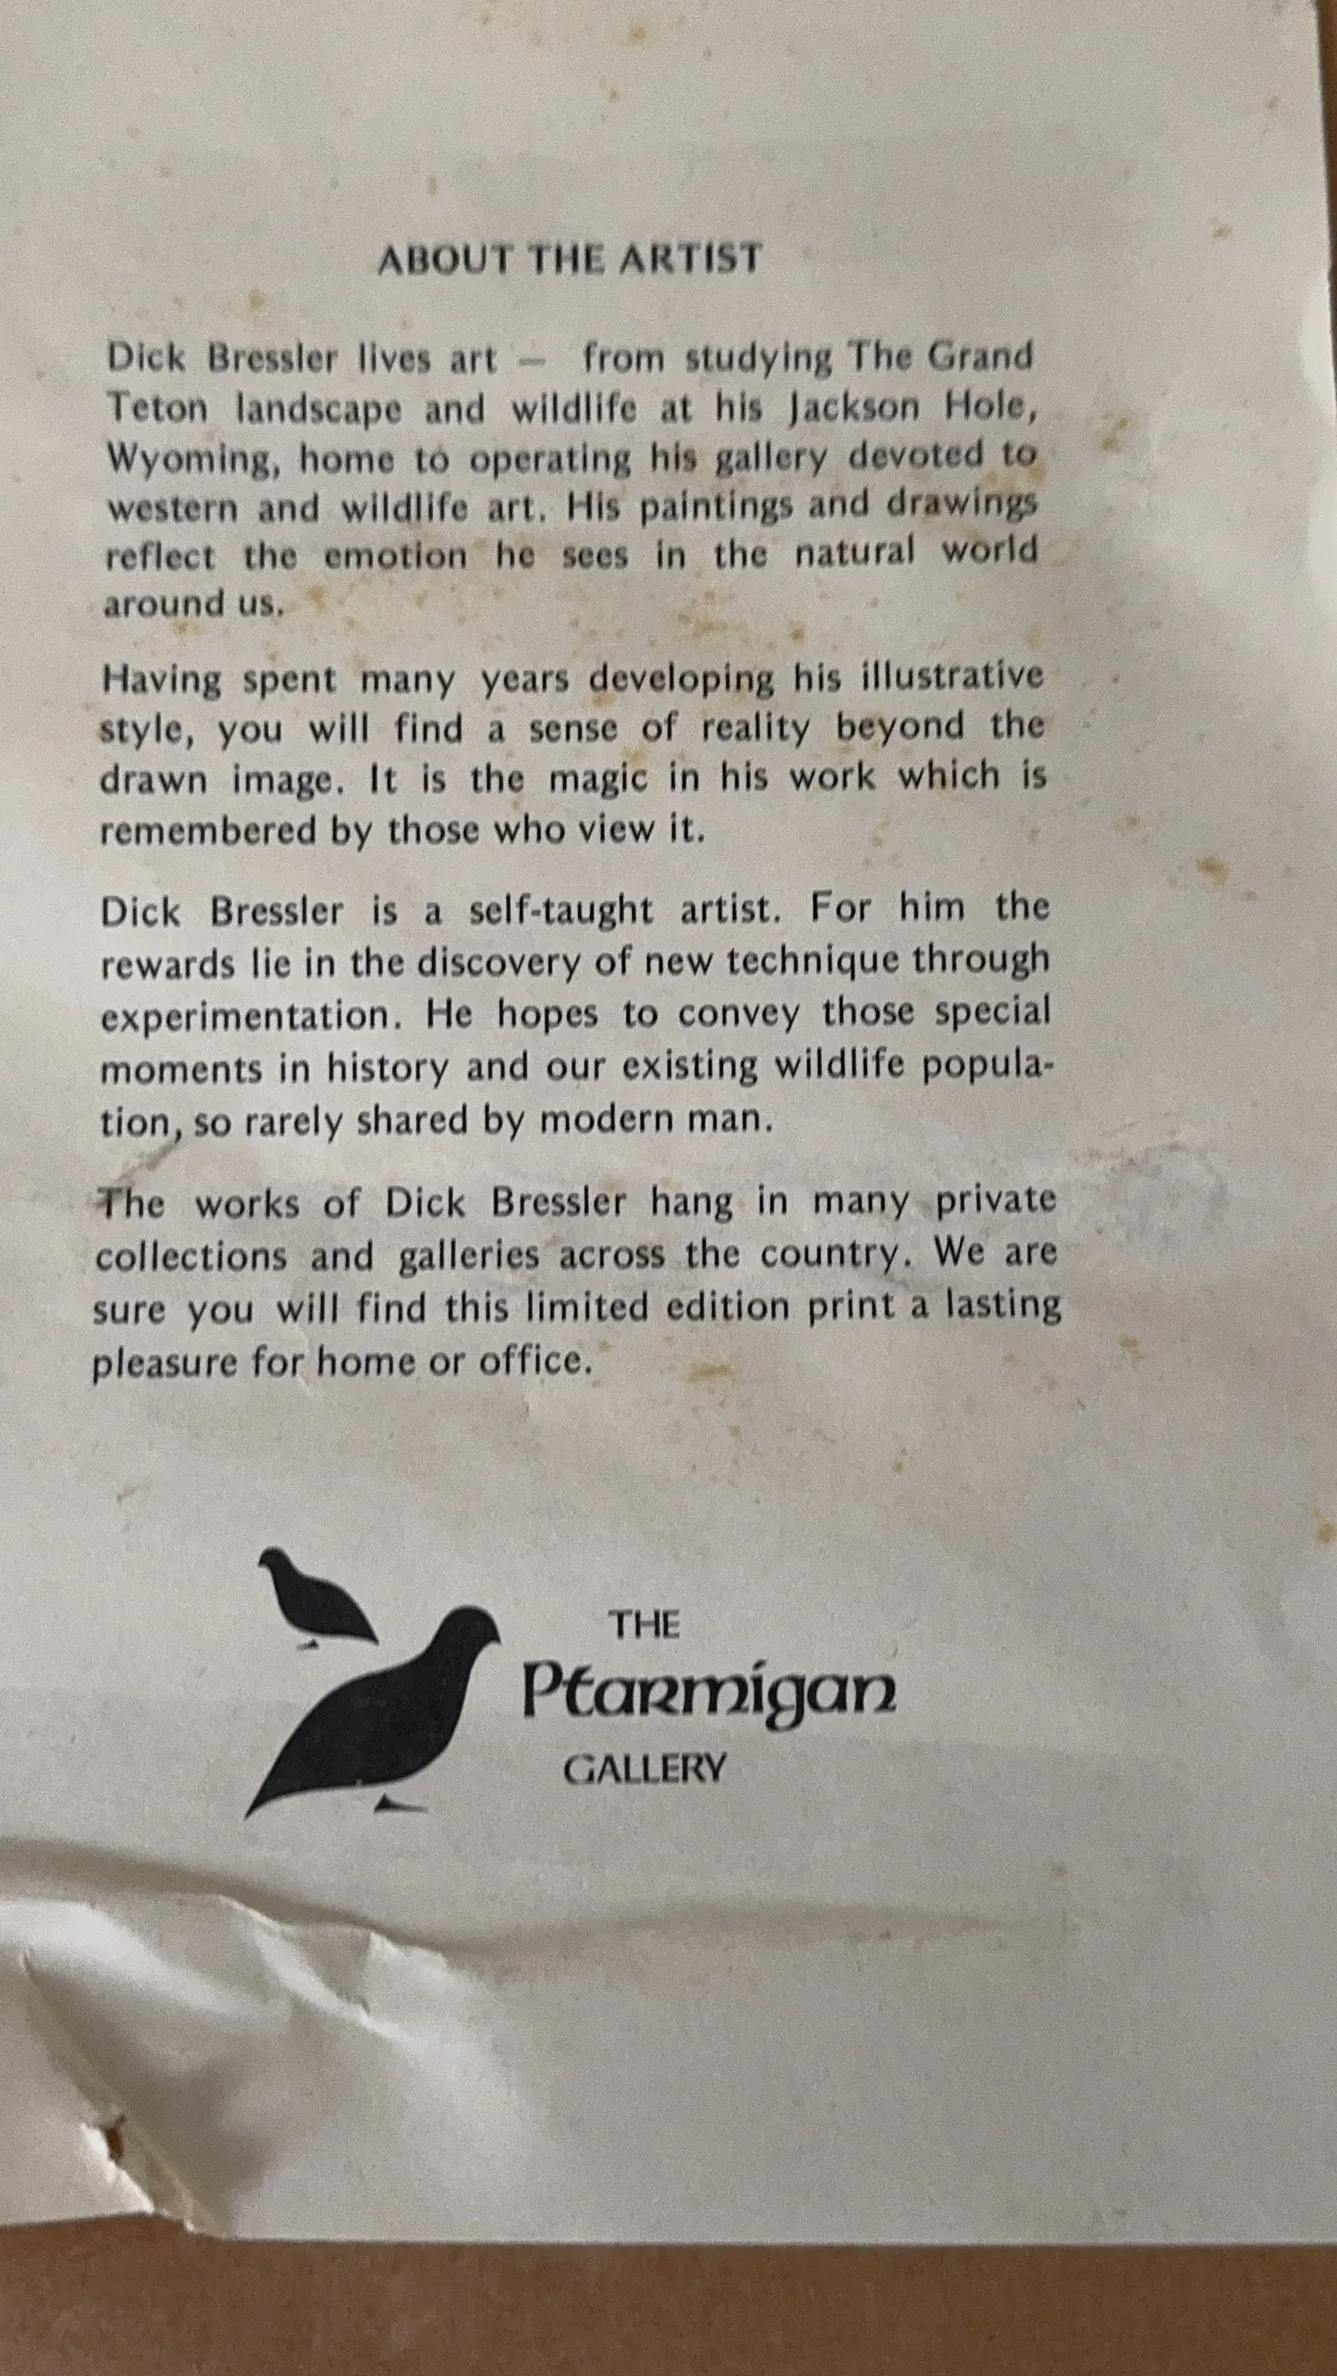 ABOUT THE ARTIST
Dick Bressler lives art – from studying The Grand
Teton landscape and wildlife at his Jackson Hole,
Wyoming, home to operating his gallery devoted to
western and wildlife art. His paintings and drawings
reflect the emotion he sees in the natural world
around us.
Having spent many years developing his illustrative
style, you will find a sense of reality beyond the
drawn image. It is the magic in his work which is
remembered by those who view it.
Dick Bressler is a self-taught artist. For him the
rewards lie in the discovery of new technique through
experimentation. He hopes to convey those special
moments in history and our existing wildlife popula-
tion, so rarely shared by modern man.
The works of Dick Bressler hang in many private
collections and galleries across the country. We are
sure you will find this limited edition print a lasting
pleasure for home or office.
THE
Ptarmigan
GALLERY